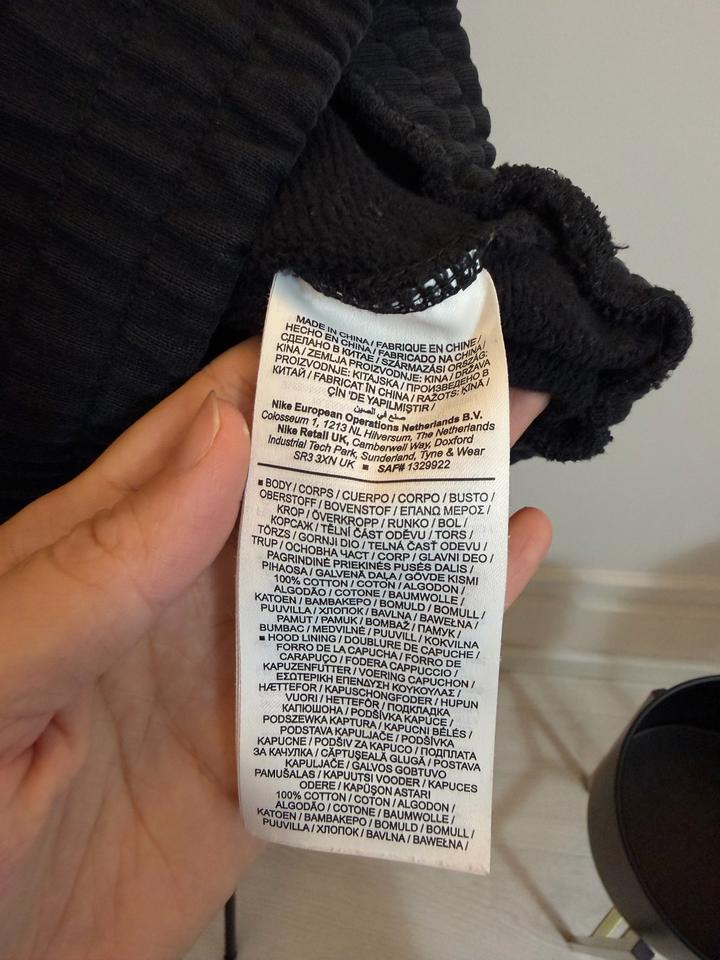 MADE IN CHINA / FABRIQUE EN CHINE /
HECHO EN CHINA / FABRICADO NA CHINA /
СДЕЛАНО В КИТАЕ / SZÁRMAZÁSI ORSZÁG:
KÍNA / ZEMLJA PROIZVODNJE: KINA / DRŽAVA
PROIZVODNJE: KITAJSKA / ПРОИЗВЕДЕНО В
КИТАЙ / FABRICAT ÎN CHINA / RAŽOTS: ĶĪNĀ /
ÇİN 'DE YAPILMIŞTIR /
صنع في الصين
Nike European Operations Netherlands B.V.
Colosseum 1, 1213 NL Hilversum, The Netherlands
Nike Retail UK, Camberwell Way, Doxford
Industrial Tech Park, Sunderland, Tyne & Wear
SR3 3XN UK ■ SAF# 1329922
■ BODY / CORPS / CUERPO / CORPO / BUSTO /
OBERSTOFF / BOVENSTOF / ΕΠΑΝΩ ΜΕΡΟΣ /
KROP / ÖVERKROPP / RUNKO / BOL /
КОРСАЖ / TĚLNÍ ČÁST ODĚVU / TORS /
TÖRZS / GORNJI DIO / TELNÁ ČASŤ ODEVU /
TRUP / ОСНОВНА ЧАСТ / CORP / GLAVNI DEO /
PAGRINDINĖ PRIEKINĖS PUSĖS DALIS /
PIHAOSA / GALVENĀ DAĻA / GÖVDE KISMI
100% COTTON / COTON / ALGODON /
ALGODÃO / COTONE / BAUMWOLLE /
KATOEN / ΒΑΜΒΑΚΕΡΟ / BOMULD / BOMULL /
PUUVILLA / ХЛОПОК / BAVLNA / BAWEŁNA /
PAMUT / PAMUK / BOMBAŽ / ПАМУК /
BUMBAC / MEDVILNĖ / PUUVILL / KOKVILNA
■ HOOD LINING / DOUBLURE DE CAPUCHE /
FORRO DE LA CAPUCHA / FORRO DE
CARAPUÇO / FODERA CAPPUCCIO /
KAPUZENFUTTER / VOERING CAPUCHON /
ΕΣΩΤΕΡΙΚΗ ΕΠΕΝΔΥΣΗ ΚΟΥΚΟΥΛΑΣ /
HÆTTEFOR / KAPUSCHONGFODER / HUPUN
VUORI / HETTEFÔR / ПОДКЛАДКА
КАПЮШОНА / PODŠÍVKA KAPUCE /
PODSZEWKA KAPTURA / KAPUCNI BÉLÉS /
PODSTAVA KAPULJAČE / PODŠÍVKA
KAPUCNE / PODŠIV ZA KAPUCO / ПОДПЛАТА
ЗА КАЧУЛКА / CĂPTUŞEALĂ GLUGĂ / POSTAVA
KAPULJAČE / GALVOS GOBTUVO
PAMUŠALAS / KAPUUTSI VOODER / KAPUCES
ODERE / KAPÜŞON ASTARI
100% COTTON / COTON / ALGODON /
ALGODÃO / COTONE / BAUMWOLLE /
KATOEN / ΒΑΜΒΑΚΕΡΟ / BOMULD / BOMULL /
PUUVILLA / ХЛОПОК / BAVLNA / BAWEŁNA /